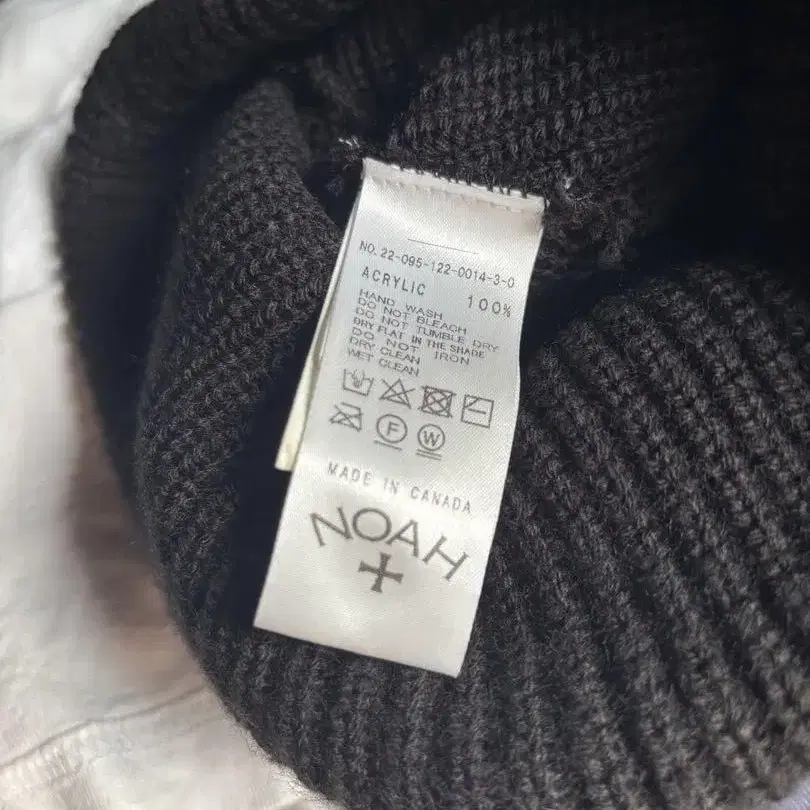 NO. 22-095-122-0014-3-0
ACRYLIC 100%
HAND WASH
DO NOT BLEACH
DO NOT TUMBLE DRY
DRY FLAT IN THE SHADE
DO NOT IRON
DRY CLEAN
WET CLEAN
F W
MADE IN CANADA
NOAH